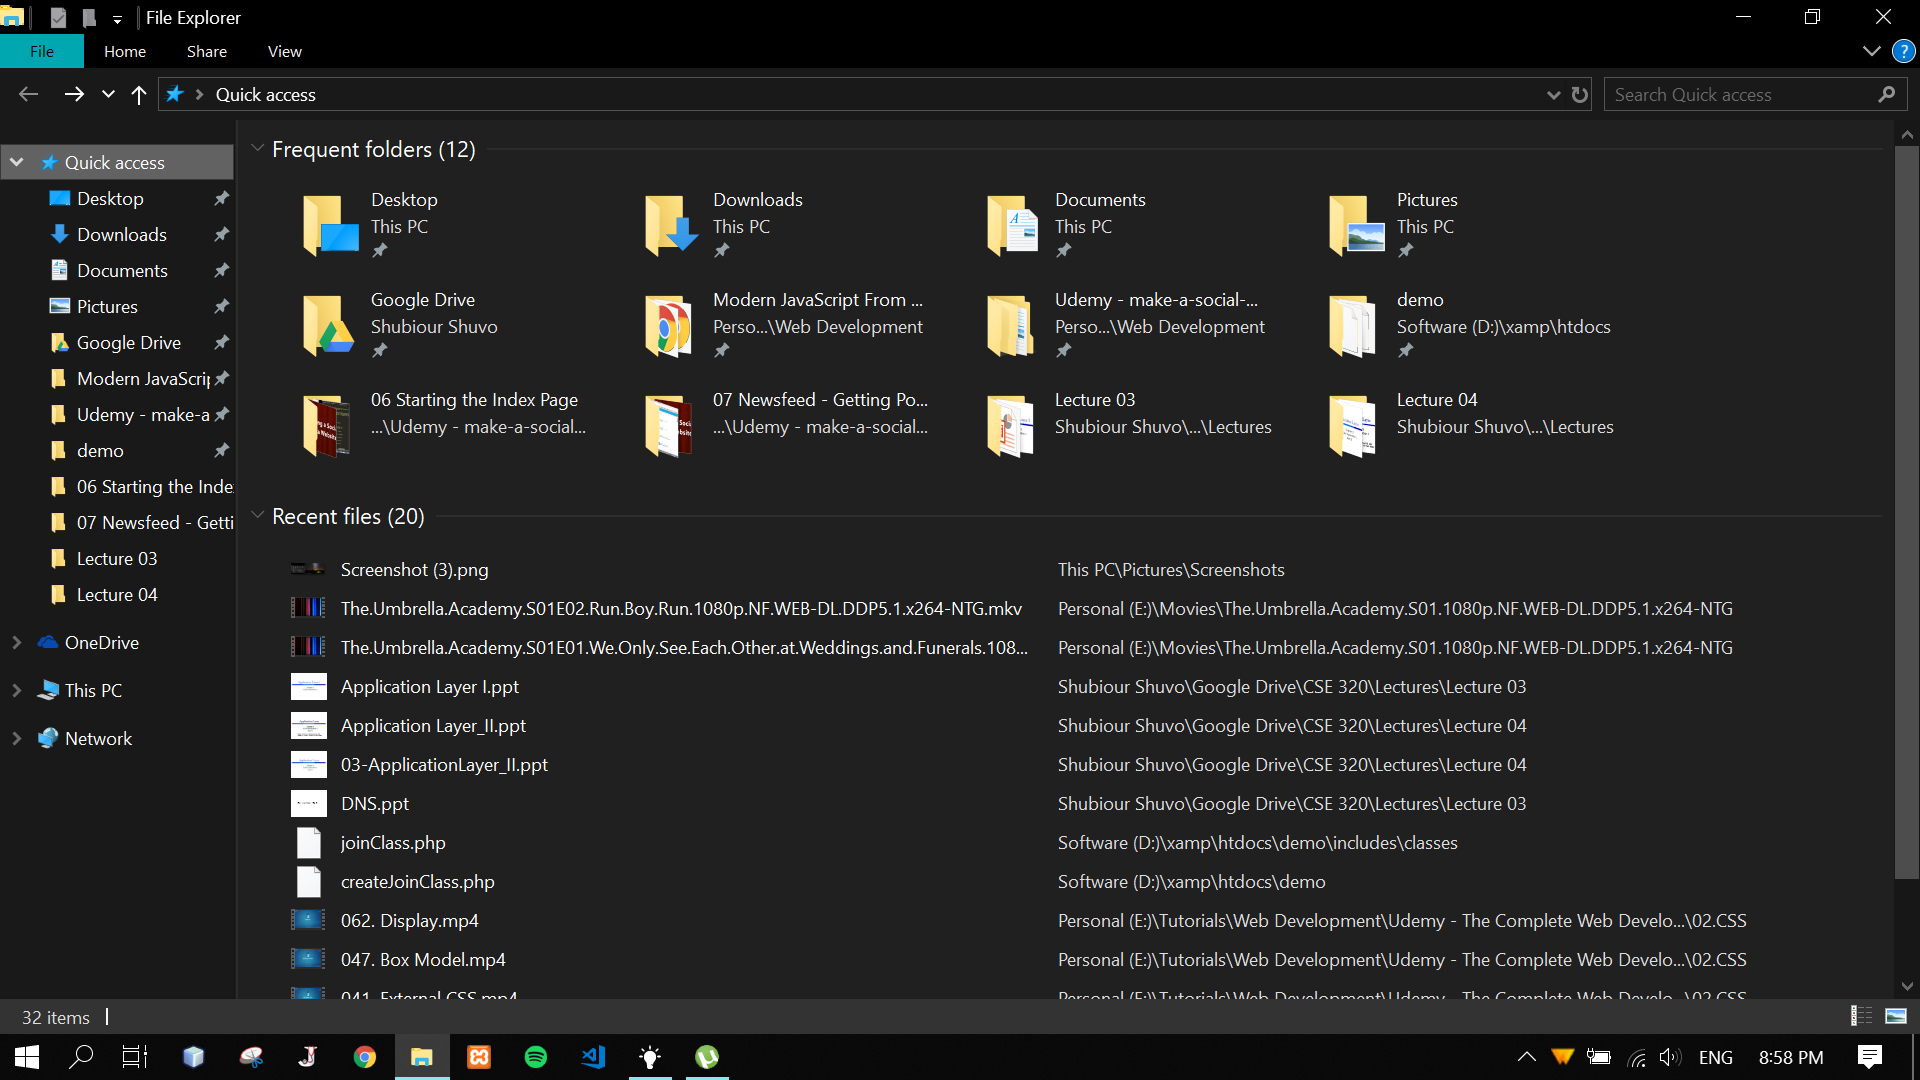 File Explorer
File
Home
Share
View
?
Quick access
Search Quick access
Quick access
Desktop
Downloads
Documents
Pictures
Google Drive
Modern JavaScrip
Udemy - make-a
demo
06 Starting the Inde
07 Newsfeed - Getti
Lecture 03
Lecture 04
OneDrive
This PC
Network
Frequent folders (12)
Desktop
This PC
Downloads
This PC
Documents
This PC
Pictures
This PC
Google Drive
Shubiour Shuvo
Modern JavaScript From ...
Perso...\Web Development
Udemy - make-a-social-...
Perso...\Web Development
demo
Software (D:)\xamp\htdocs
06 Starting the Index Page
...\Udemy - make-a-social...
07 Newsfeed - Getting Po...
...\Udemy - make-a-social...
Lecture 03
Shubiour Shuvo\...\Lectures
Lecture 04
Shubiour Shuvo\...\Lectures
Recent files (20)
Screenshot (3).png This PC\Pictures\Screenshots
The.Umbrella.Academy.S01E02.Run.Boy.Run.1080p.NF.WEB-DL.DDP5.1.x264-NTG.mkv Personal (E:)\Movies\The.Umbrella.Academy.S01.1080p.NF.WEB-DL.DDP5.1.x264-NTG
The.Umbrella.Academy.S01E01.We.Only.See.Each.Other.at.Weddings.and.Funerals.108... Personal (E:)\Movies\The.Umbrella.Academy.S01.1080p.NF.WEB-DL.DDP5.1.x264-NTG
Application Layer I.ppt Shubiour Shuvo\Google Drive\CSE 320\Lectures\Lecture 03
Application Layer_II.ppt Shubiour Shuvo\Google Drive\CSE 320\Lectures\Lecture 04
03-ApplicationLayer_II.ppt Shubiour Shuvo\Google Drive\CSE 320\Lectures\Lecture 04
DNS.ppt Shubiour Shuvo\Google Drive\CSE 320\Lectures\Lecture 03
joinClass.php Software (D:)\xamp\htdocs\demo\includes\classes
createJoinClass.php Software (D:)\xamp\htdocs\demo
062. Display.mp4 Personal (E:)\Tutorials\Web Development\Udemy - The Complete Web Develo...\02.CSS
047. Box Model.mp4 Personal (E:)\Tutorials\Web Development\Udemy - The Complete Web Develo...\02.CSS
041. External CSS.mp4 Personal (E:)\Tutorials\Web Development\Udemy - The Complete Web Develo...\02.CSS
32 items
ENG
8:58 PM